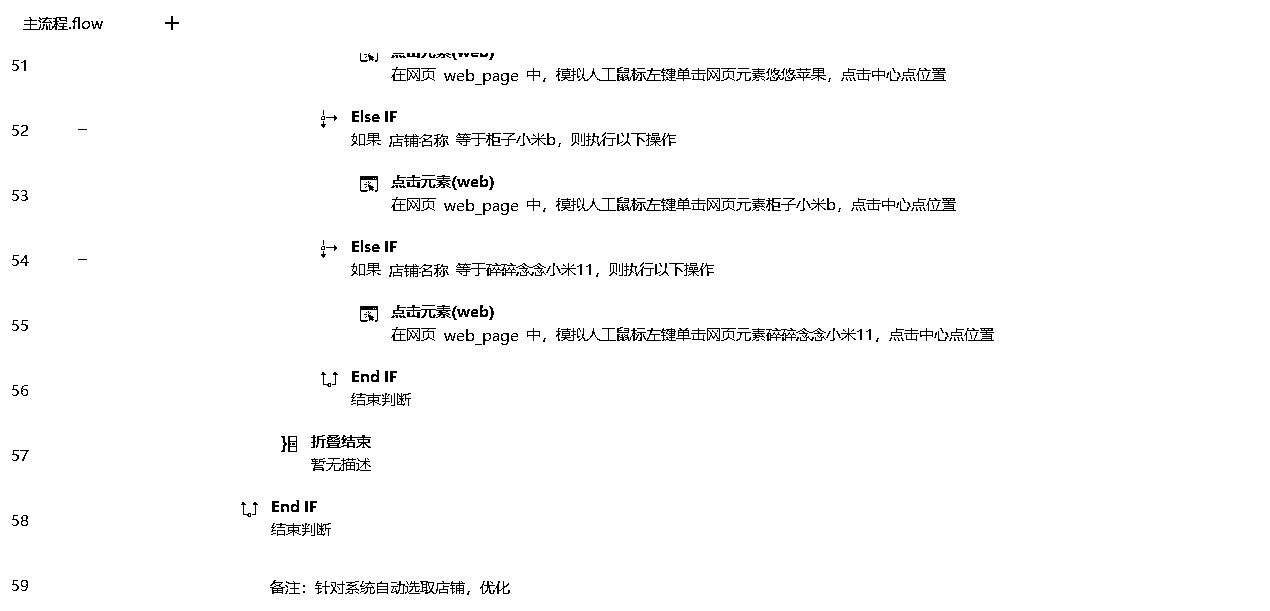 主流程.flow +
51
点击元素(web)
在网页 web_page 中，模拟人工鼠标左键单击网页元素悠悠苹果，点击中心点位置
52 Else IF
如果 店铺名称 等于柜子小米b，则执行以下操作
53 点击元素(web)
在网页 web_page 中，模拟人工鼠标左键单击网页元素柜子小米b，点击中心点位置
54 Else IF
如果 店铺名称 等于碎碎念念小米11，则执行以下操作
55 点击元素(web)
在网页 web_page 中，模拟人工鼠标左键单击网页元素碎碎念念小米11，点击中心点位置
56 End IF
结束判断
57 折叠结束
暂无描述
58 End IF
结束判断
59 备注：针对系统自动选取店铺，优化